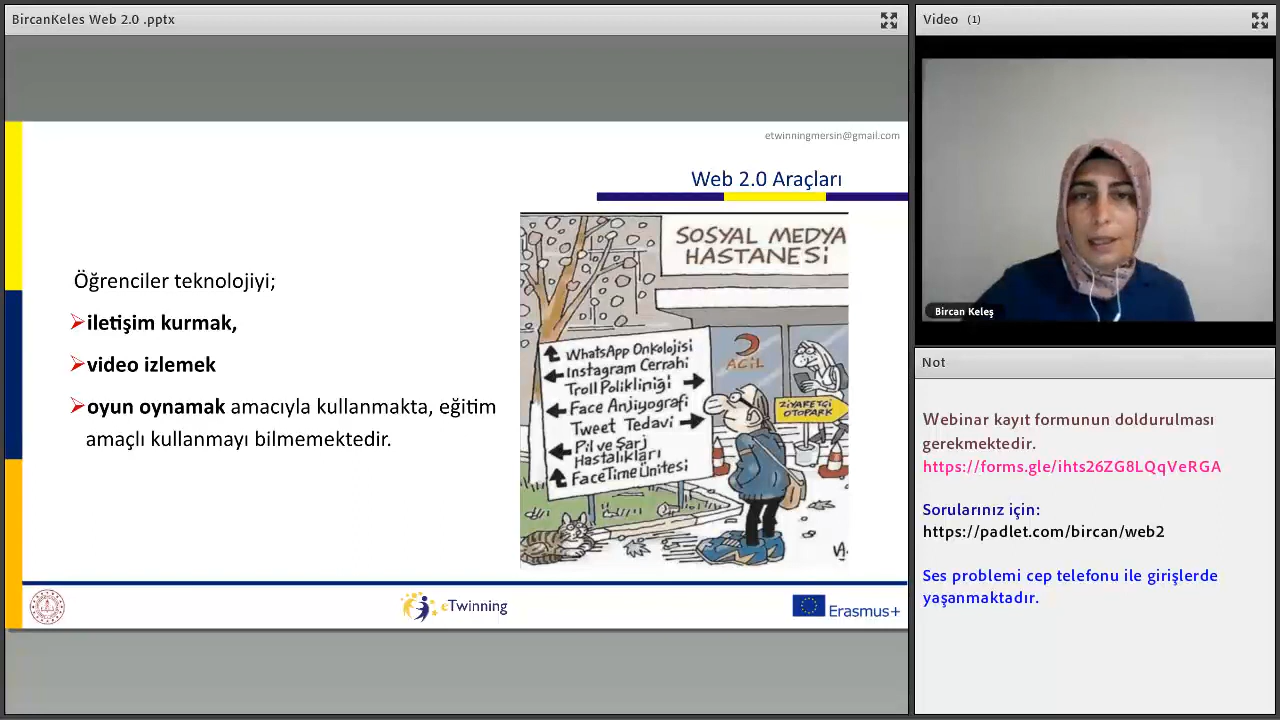 BircanKeles Web 2.0 .pptx
etwinningmersin@gmail.com
Web 2.0 Araçları
Öğrenciler teknolojiyi;
iletişim kurmak,
video izlemek
oyun oynamak amacıyla kullanmakta, eğitim
amaçlı kullanmayı bilmemektedir.
SOSYAL MEDYA
HASTANESİ
WhatsApp Onkolojisi
Instagram Cerrahi
Troll Polikliniği
Face Anjiyografi
Tweet Tedavi
Pil ve Şarj
Hastalıkları
FaceTime Ünitesi
ACİL
ZİYARETÇİ
OTOPARK
eTwinning
Erasmus+
Video (1)
Bircan Keleş
Not
Webinar kayıt formunun doldurulması
gerekmektedir.
https://forms.gle/ihts26ZG8LQqVeRGA
Sorularınız için:
https://padlet.com/bircan/web2
Ses problemi cep telefonu ile girişlerde
yaşanmaktadır.